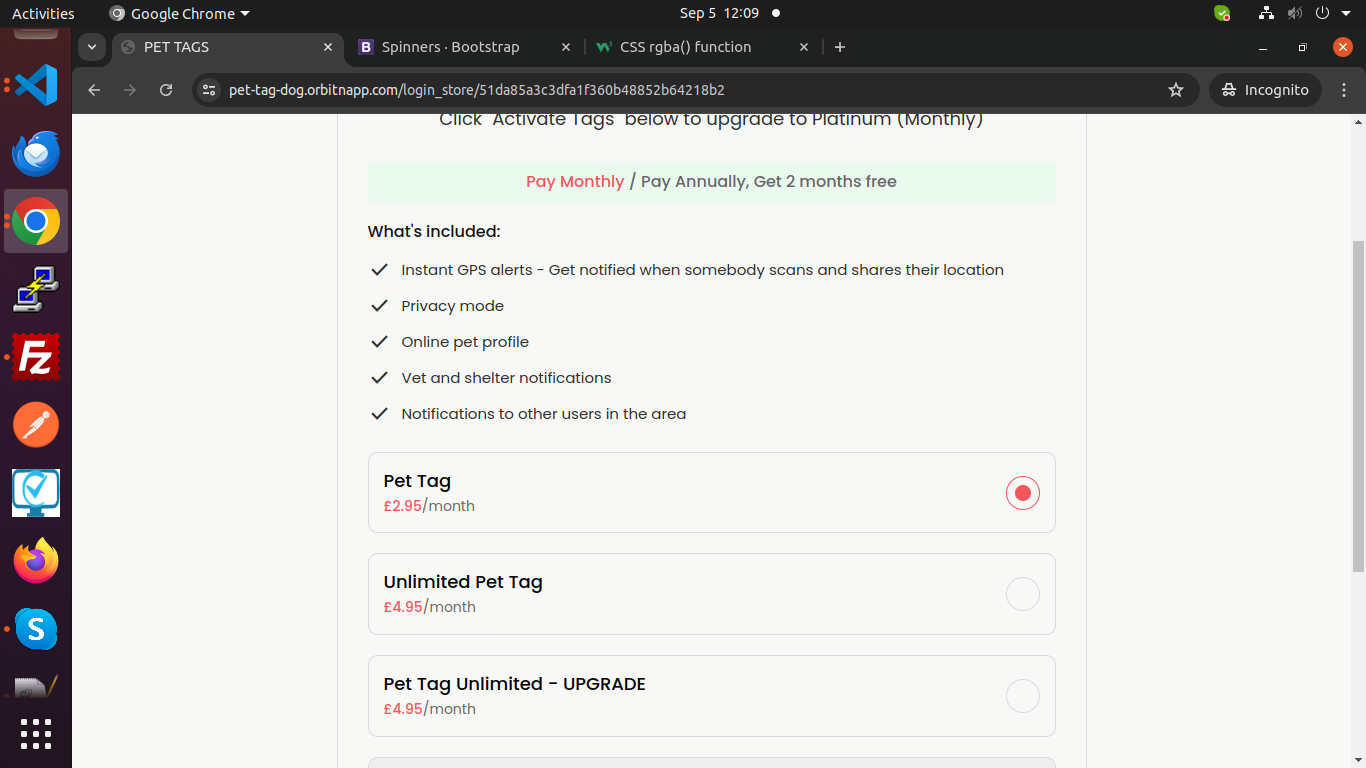 Activities
Google Chrome
Sep 5 12:09
PET TAGS
Spinners · Bootstrap
CSS rgba() function
pet-tag-dog.orbitnapp.com/login_store/51da85a3c3dfa1f360b48852b64218b2
Incognito
Click "Activate Tags" below to upgrade to Platinum (Monthly)
Pay Monthly / Pay Annually, Get 2 months free
What's included:
Instant GPS alerts - Get notified when somebody scans and shares their location
Privacy mode
Online pet profile
Vet and shelter notifications
Notifications to other users in the area
Pet Tag
£2.95/month
Unlimited Pet Tag
£4.95/month
Pet Tag Unlimited - UPGRADE
£4.95/month